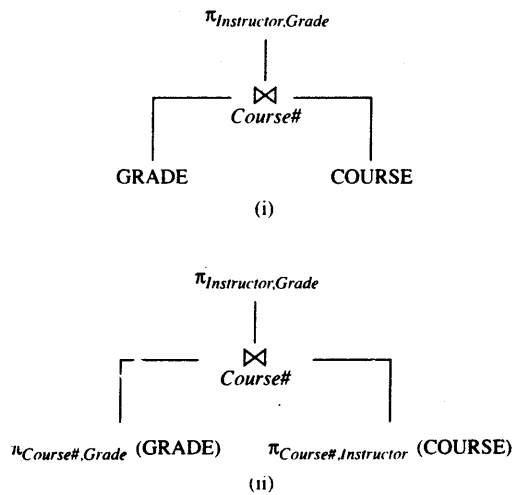 π_{Instructor,Grade}
⋈
Course#
GRADE COURSE
(i)
π_{Instructor,Grade}
⋈
Course#
π_{Course#,Grade} (GRADE) π_{Course#,Instructor} (COURSE)
(ii)